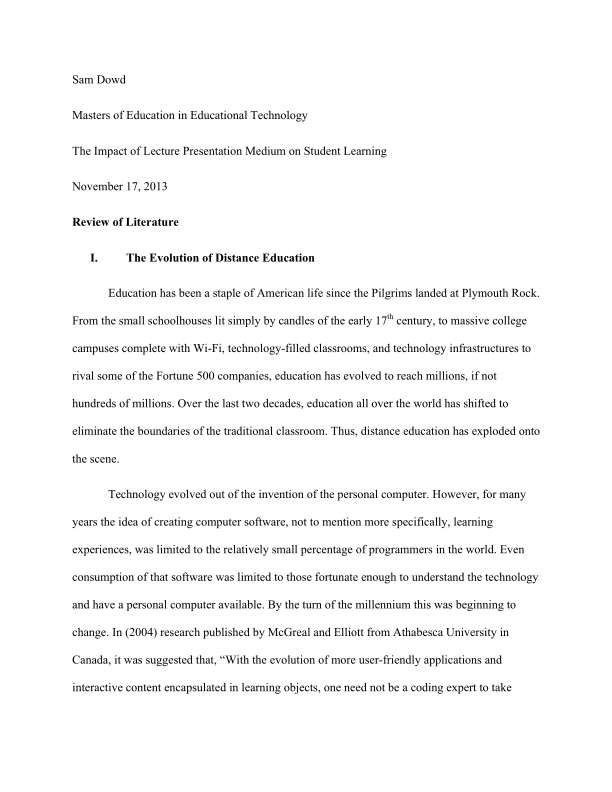 Sam Dowd
Masters of Education in Educational Technology
The Impact of Lecture Presentation Medium on Student Learning
November 17, 2013
Review of Literature
I. The Evolution of Distance Education
Education has been a staple of American life since the Pilgrims landed at Plymouth Rock.
From the small schoolhouses lit simply by candles of the early 17th century, to massive college
campuses complete with Wi-Fi, technology-filled classrooms, and technology infrastructures to
rival some of the Fortune 500 companies, education has evolved to reach millions, if not
hundreds of millions. Over the last two decades, education all over the world has shifted to
eliminate the boundaries of the traditional classroom. Thus, distance education has exploded onto
the scene.
Technology evolved out of the invention of the personal computer. However, for many
years the idea of creating computer software, not to mention more specifically, learning
experiences, was limited to the relatively small percentage of programmers in the world. Even
consumption of that software was limited to those fortunate enough to understand the technology
and have a personal computer available. By the turn of the millennium this was beginning to
change. In (2004) research published by McGreal and Elliott from Athabesca University in
Canada, it was suggested that, “With the evolution of more user-friendly applications and
interactive content encapsulated in learning objects, one need not be a coding expert to take